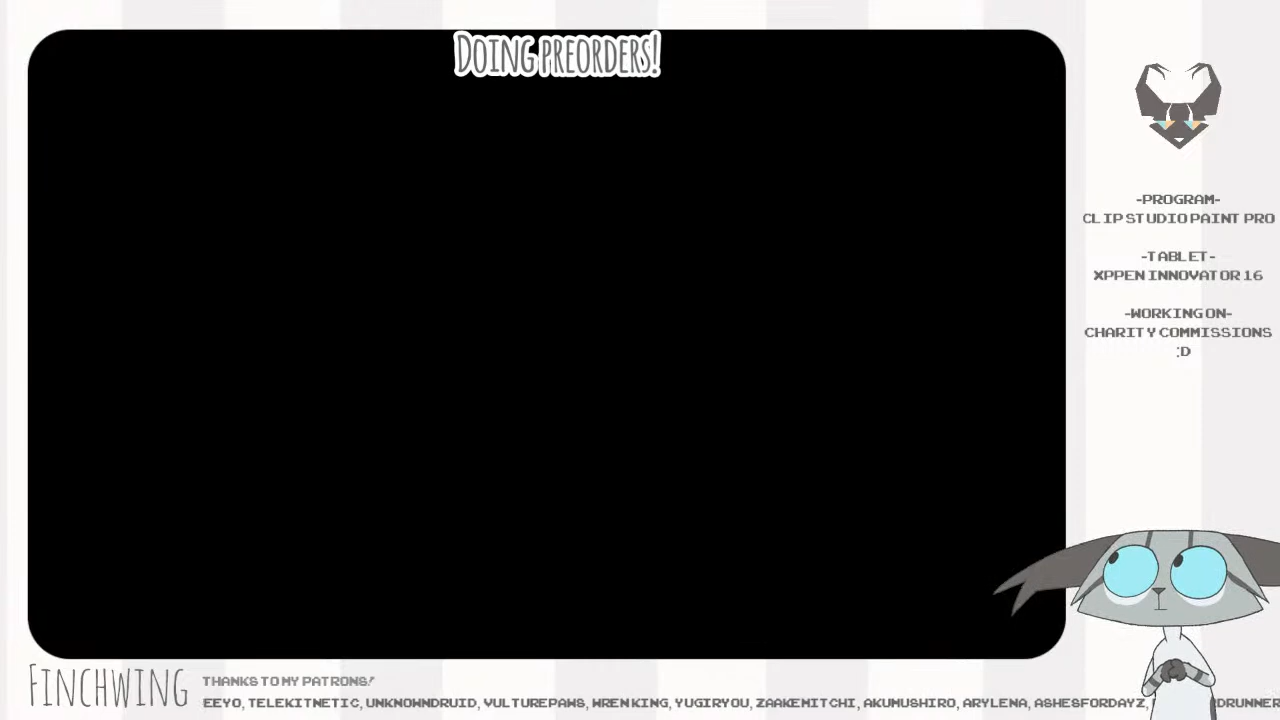 Doing preorders!
-PROGRAM-
CLIP STUDIO PAINT PRO
-TABLET-
XPPEN INNOVATOR 16
-WORKING ON-
CHARITY COMMISSIONS
:D
FINCHWING
THANKS TO MY PATRONS!
EEYO, TELEKITNETIC, UNKNOWNDRUID, VULTUREPAWS, WREN KING, YUGIRYOU, ZAAKEMITCHI, AKUMUSHIRO, ARYLENA, ASHESFORDAYZ,